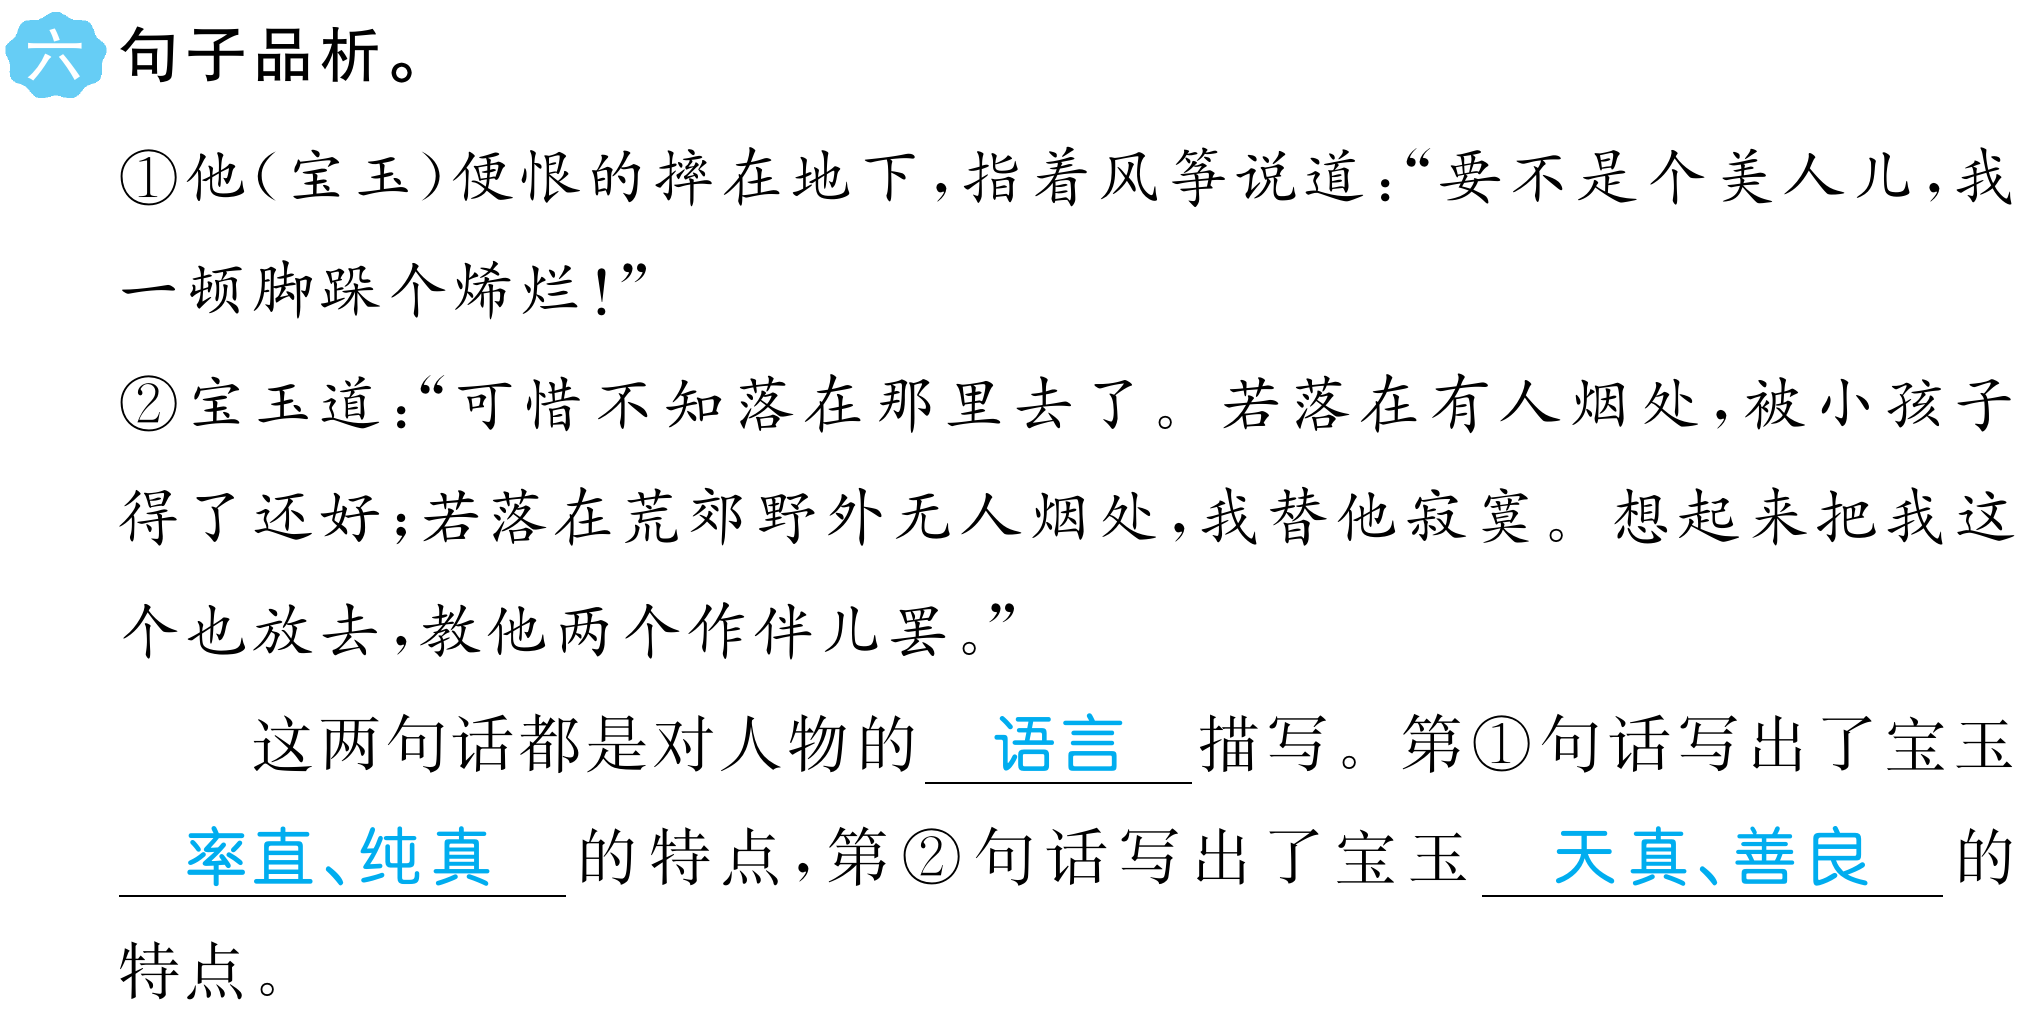 六 句子品析。
①他(宝玉)便恨的摔在地下,指着风筝说道:“要不是个美人儿,我
一顿脚跺个烯烂!”
②宝玉道:“可惜不知落在那里去了。若落在有人烟处,被小孩子
得了还好;若落在荒郊野外无人烟处,我替他寂寞。想起来把我这
个也放去,教他两个作伴儿罢。”
这两句话都是对人物的 语言 描写。第①句话写出了宝玉
率直、纯真 的特点,第②句话写出了宝玉 天真、善良 的
特点。